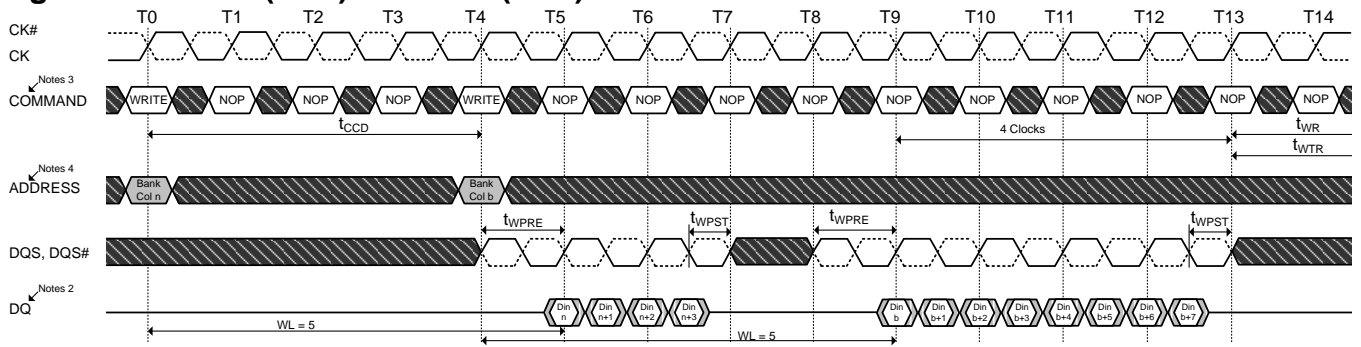 T0 T1 T2 T3 T4 T5 T6 T7 T8 T9 T10 T11 T12 T13 T14
CK#
CK
Notes 3
COMMAND
WRITE NOP NOP NOP WRITE NOP NOP NOP NOP NOP NOP NOP NOP NOP NOP
tCCD
4 Clocks
tWR
tWTR
Notes 4
ADDRESS
Bank
Col n
Bank
Col b
tWPRE
tWPST
tWPRE
tWPST
DQS, DQS#
Notes 2
DQ
Din
n
Din
n+1
Din
n+2
Din
n+3
Din
b
Din
b+1
Din
b+2
Din
b+3
Din
b+4
Din
b+5
Din
b+6
Din
b+7
WL = 5
WL = 5